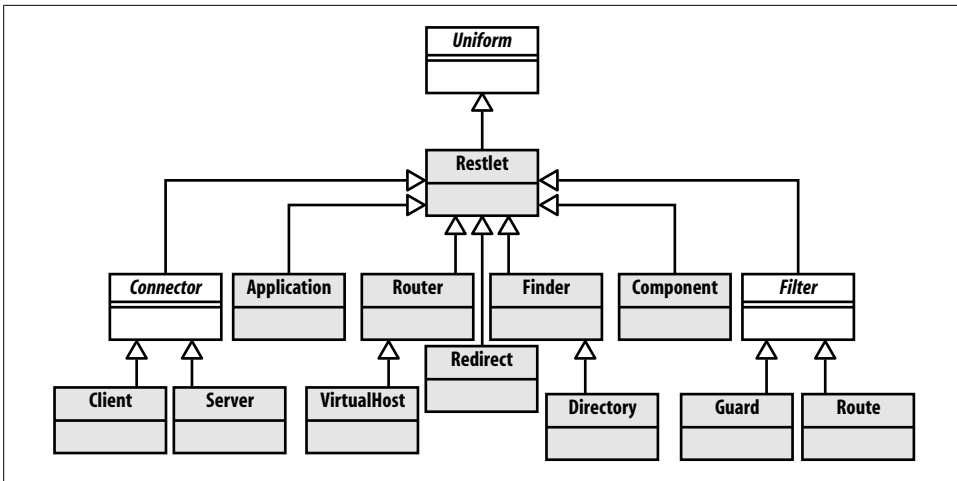 Uniform
Restlet
Connector
Application
Router
Finder
Component
Filter
Redirect
Client
Server
VirtualHost
Directory
Guard
Route